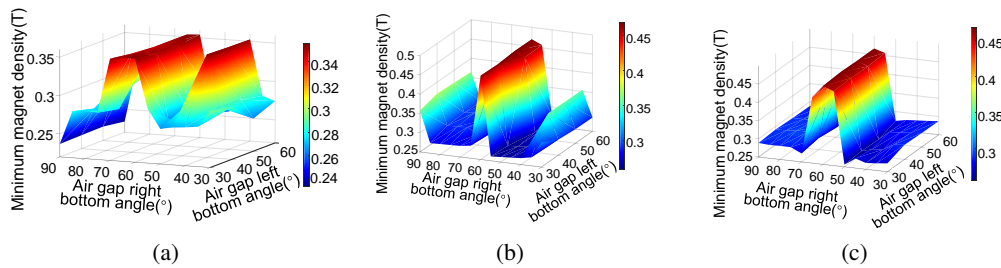 Minimum magnet density(T)
0.35
0.3
0.25
90 80 70 60 50 40 30
30 40 50 60
Air gap right
bottom angle(°)
Air gap left
bottom angle(°)
0.34
0.32
0.30
0.28
0.26
0.24
(a)
Minimum magnet density(T)
0.5
0.45
0.4
0.35
0.3
0.25
90 80 70 60 50 40 30
30 40 50 60
Air gap right
bottom angle(°)
Air gap left
bottom angle(°)
0.45
0.4
0.35
0.3
(b)
Minimum magnet density(T)
0.45
0.4
0.35
0.3
0.25
90 80 70 60 50 40 30
30 40 50 60
Air gap right
bottom angle(°)
Air gap left
bottom angle(°)
0.45
0.4
0.35
0.3
(c)